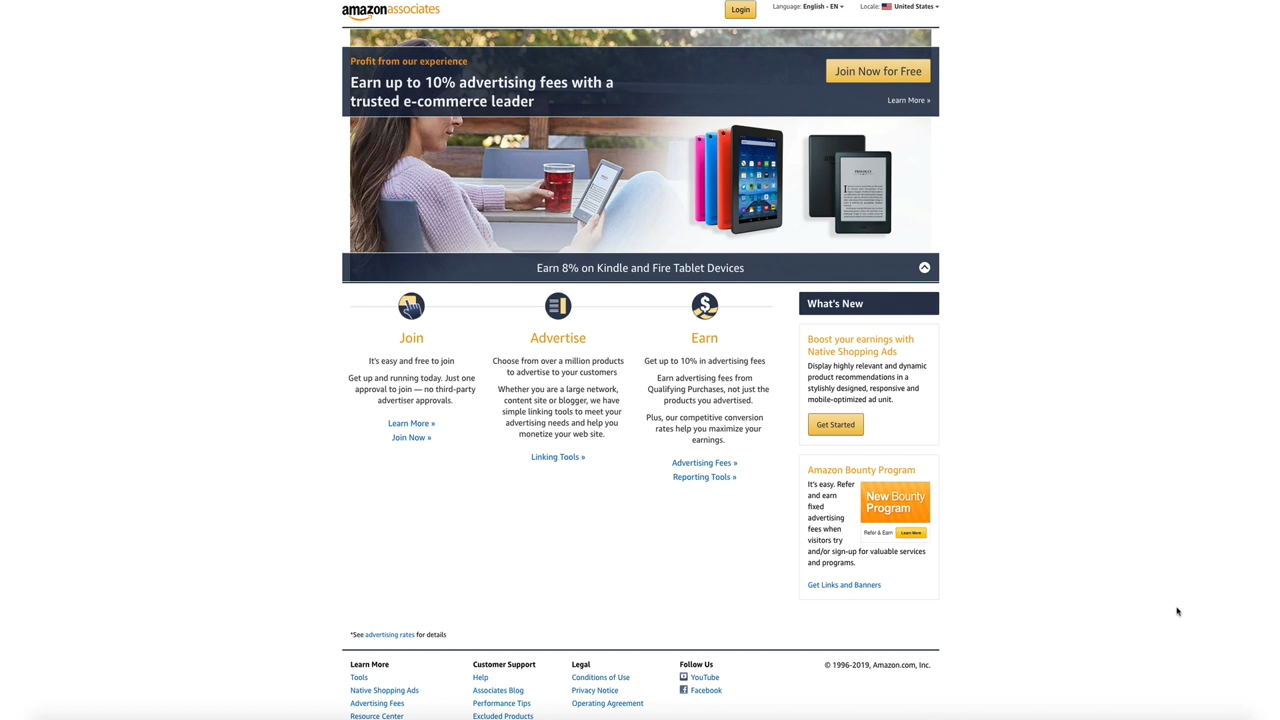 amazonassociates
Login
Language: English - EN
Locale: United States
Profit from our experience
Earn up to 10% advertising fees with a
trusted e-commerce leader
Join Now for Free
Learn More »
Earn 8% on Kindle and Fire Tablet Devices
Join
It's easy and free to join
Get up and running today. Just one
approval to join — no third-party
advertiser approvals.
Learn More »
Join Now »
Advertise
Choose from over a million products
to advertise to your customers
Whether you are a large network,
content site or blogger, we have
simple linking tools to meet your
advertising needs and help you
monetize your web site.
Linking Tools »
Earn
Get up to 10% in advertising fees
Earn advertising fees from
Qualifying Purchases, not just the
products you advertised.
Plus, our competitive conversion
rates help you maximize your
earnings.
Advertising Fees »
Reporting Tools »
What's New
Boost your earnings with
Native Shopping Ads
Display highly relevant and dynamic
product recommendations in a
stylishly designed, responsive and
mobile-optimized ad unit.
Get Started
Amazon Bounty Program
It's easy. Refer
and earn
fixed
advertising
fees when
visitors try
and/or sign-up for valuable services
and programs.
New Bounty
Program
Refer & Earn
Learn More
Get Links and Banners
*See advertising rates for details
Learn More
Tools
Native Shopping Ads
Advertising Fees
Resource Center
Customer Support
Help
Associates Blog
Performance Tips
Excluded Products
Legal
Conditions of Use
Privacy Notice
Operating Agreement
Follow Us
YouTube
Facebook
© 1996-2019, Amazon.com, Inc.